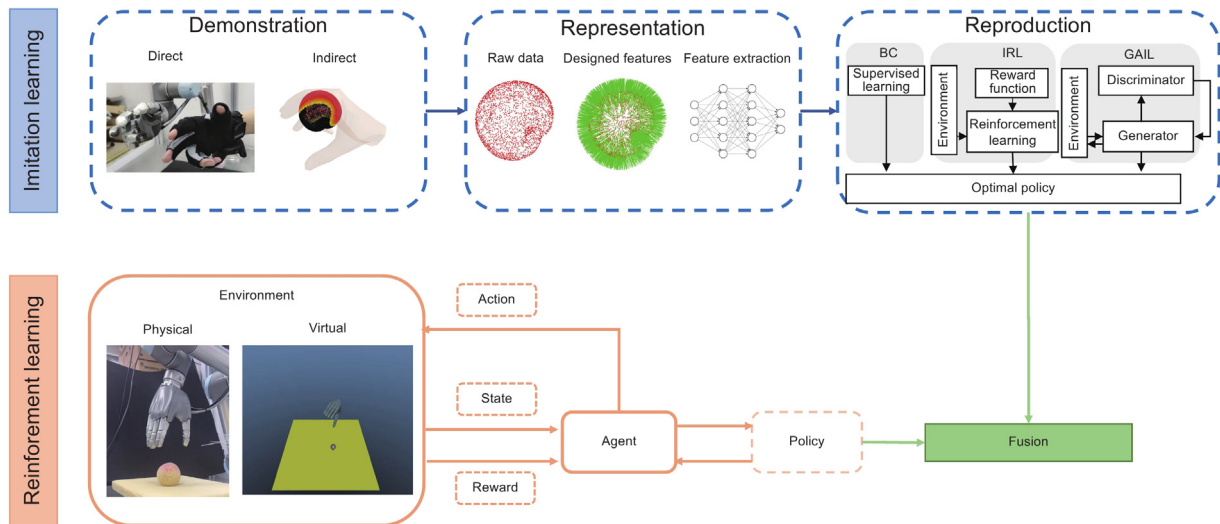 Imitation learning
Demonstration
Direct
Indirect
Representation
Raw data
Designed features
Feature extraction
Reproduction
BC
Supervised
learning
IRL
Environment
Reward
function
Reinforcement
learning
GAIL
Environment
Discriminator
Generator
Optimal policy
Reinforement learning
Environment
Physical
Virtual
Action
State
Reward
Agent
Policy
Fusion